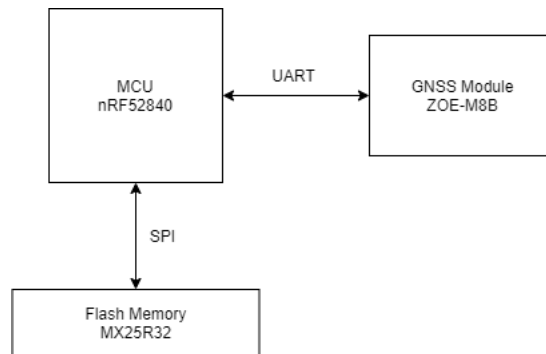 MCU
nRF52840
UART
GNSS Module
ZOE-M8B
SPI
Flash Memory
MX25R32